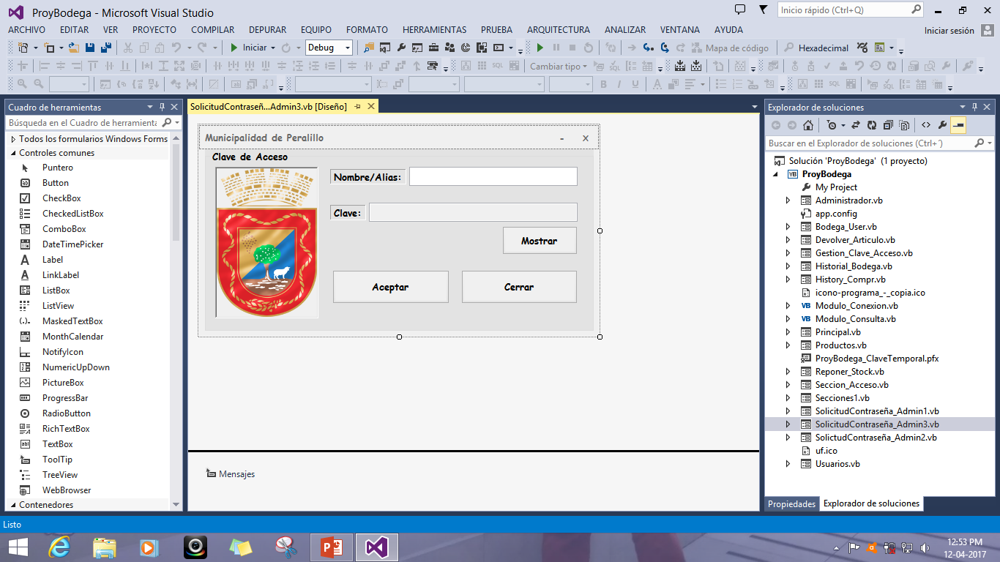 ProyBodega - Microsoft Visual Studio
Inicio rápido (Ctrl+Q)
ARCHIVO EDITAR VER PROYECTO COMPILAR DEPURAR EQUIPO FORMATO HERRAMIENTAS PRUEBA ARQUITECTURA ANALIZAR VENTANA AYUDA
Iniciar sesión
Iniciar Debug Mapa de código Hexadecimal
SQL Cambiar tipo SQL
Cuadro de herramientas
Búsqueda en el Cuadro de herramienta
Todos los formularios Windows Forms
Controles comunes
Puntero
Button
CheckBox
CheckedListBox
ComboBox
DateTimePicker
Label
LinkLabel
ListBox
ListView
MaskedTextBox
MonthCalendar
NotifyIcon
NumericUpDown
PictureBox
ProgressBar
RadioButton
RichTextBox
TextBox
ToolTip
TreeView
WebBrowser
Contenedores
SolicitudContraseñ...Admin3.vb [Diseño]
Municipalidad de Peralillo - x
Clave de Acceso
Nombre/Alias:
Clave:
Mostrar
Aceptar
Cerrar
Mensajes
Explorador de soluciones
Buscar en el Explorador de soluciones (Ctrl+´)
Solución 'ProyBodega' (1 proyecto)
ProyBodega
My Project
Administrador.vb
app.config
Bodega_User.vb
Devolver_Articulo.vb
Gestion_Clave_Acceso.vb
Historial_Bodega.vb
History_Compr.vb
icono-programa_-_copia.ico
Modulo_Conexion.vb
Modulo_Consulta.vb
Principal.vb
Productos.vb
ProyBodega_ClaveTemporal.pfx
Reponer_Stock.vb
Seccion_Acceso.vb
Secciones1.vb
SolicitudContraseña_Admin1.vb
SolicitudContraseña_Admin3.vb
SolictudContraseña_Admin2.vb
uf.ico
Usuarios.vb
Propiedades Explorador de soluciones
Listo
12:53 PM
12-04-2017